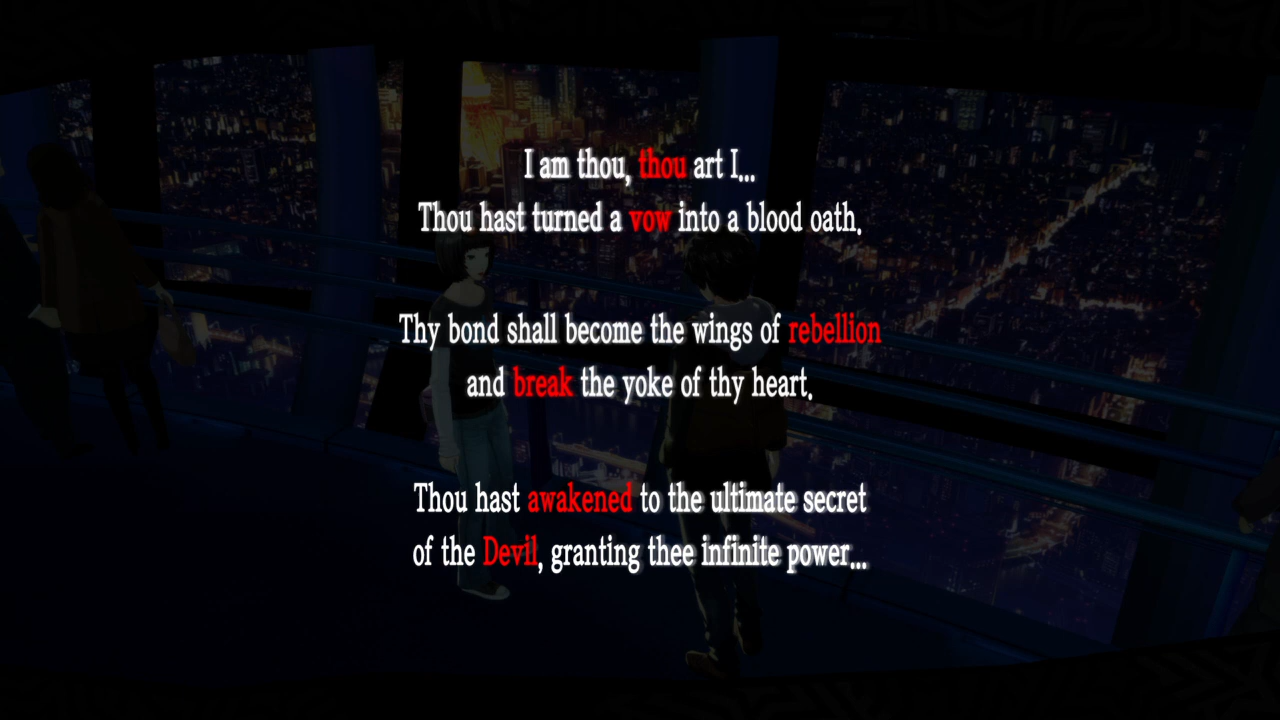 I am thou, thou art I...
Thou hast turned a vow into a blood oath.
Thy bond shall become the wings of rebellion
and break the yoke of thy heart.
Thou hast awakened to the ultimate secret
of the Devil, granting thee infinite power...